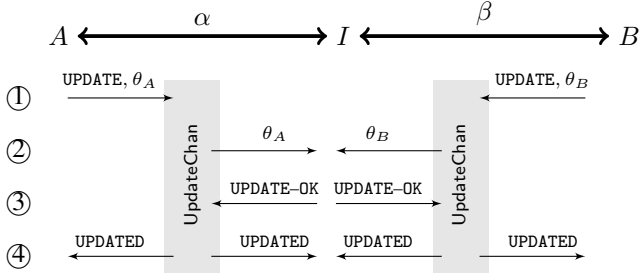 α β
A I B
① UPDATE, θ_A UPDATE, θ_B
UpdateChan UpdateChan
② θ_A θ_B
③ UPDATE–OK UPDATE–OK
④ UPDATED UPDATED UPDATED UPDATED